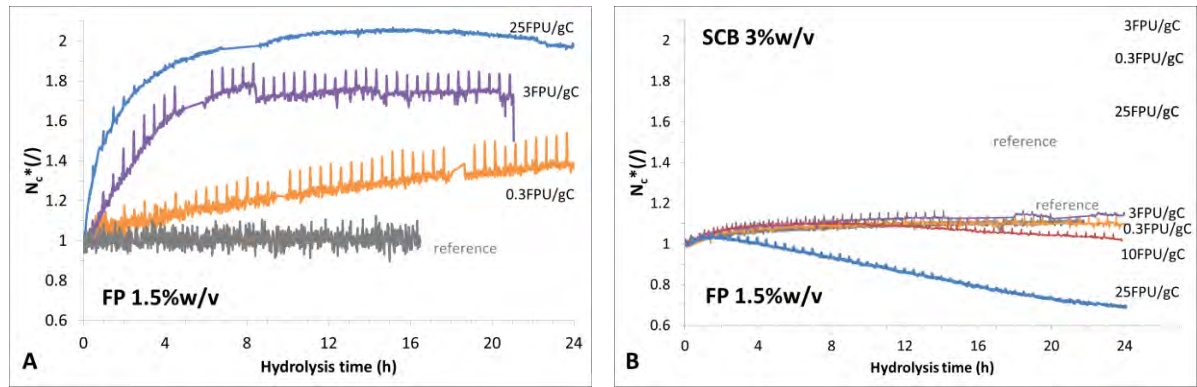 2
1.8
1.6
1.4
1.2
1
0.8
0.6
Nc*(/)
25FPU/gC
3FPU/gC
0.3FPU/gC
reference
FP 1.5%w/v
A
0 4 8 12 16 20 24
Hydrolysis time (h)
SCB 3%w/v
2
1.8
1.6
1.4
1.2
1
0.8
0.6
Nc*(/)
3FPU/gC
0.3FPU/gC
25FPU/gC
reference
reference
3FPU/gC
0.3FPU/gC
10FPU/gC
25FPU/gC
FP 1.5%w/v
B
0 4 8 12 16 20 24
Hydrolysis time (h)